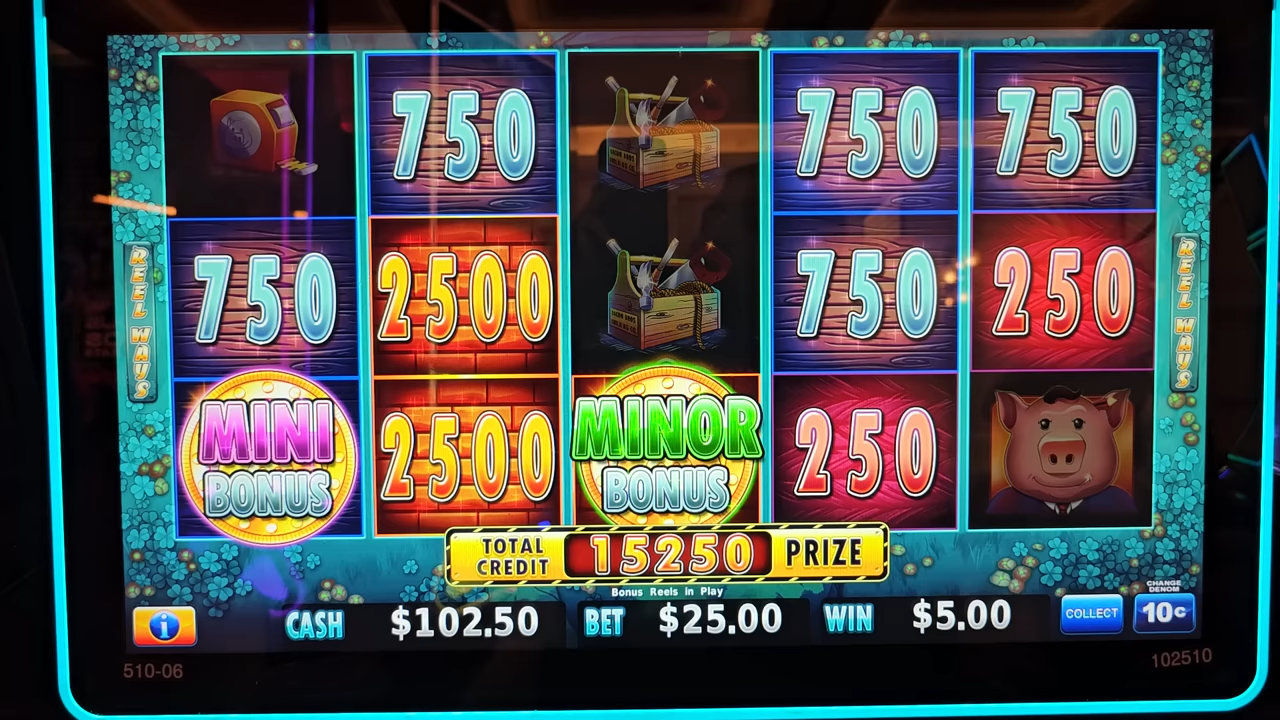 750
750
750
750
2500
750
250
MINI
BONUS
2500
MINOR
BONUS
250
REEL WAYS
REEL WAYS
TOTAL
CREDIT
15250
PRIZE
Bonus Reels in Play
CASH
$102.50
BET
$25.00
WIN
$5.00
COLLECT
CHANGE
DENOM
10¢
510-06
102510